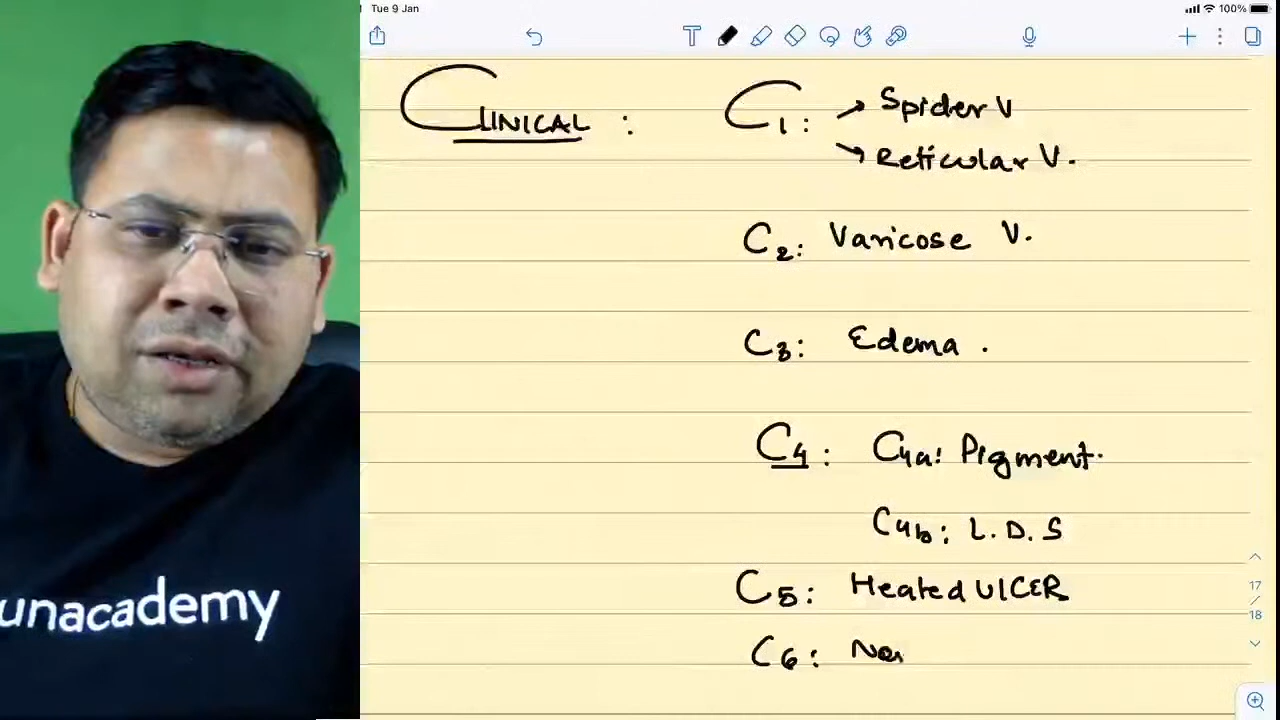 Tue 9 Jan
100%
CLINICAL : C1: → Spider V
→ Reticular V.
C2: Varicose V.
C3: Edema .
C4 : C4a: Pigment.
C4b: L.D.S
C5: Healed ULCER
C6:
17
/
18
unacademy